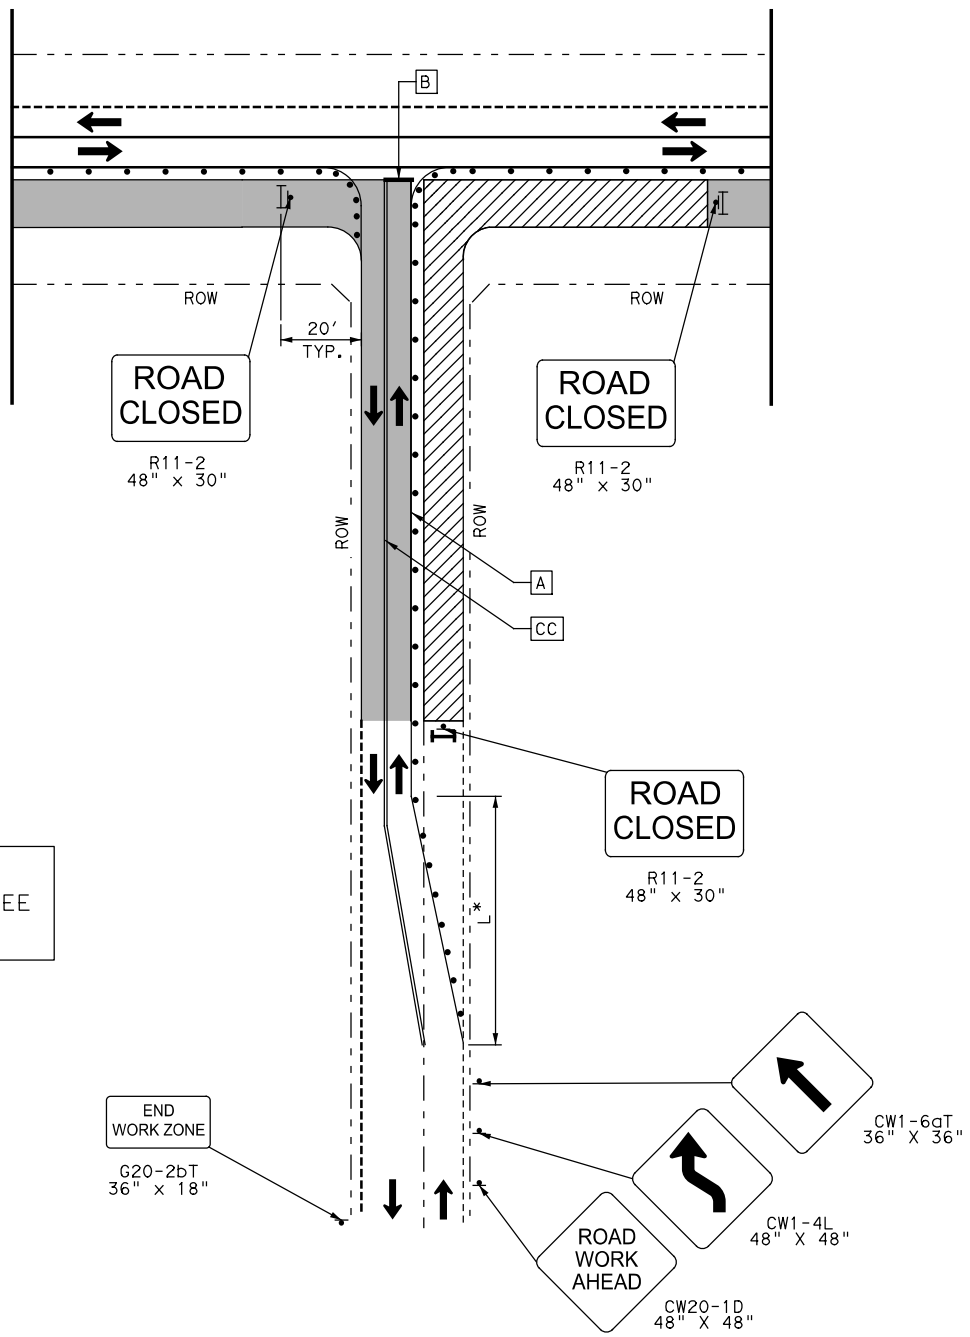 B
ROW
ROW
20'
TYP.
ROAD
CLOSED
R11-2
48" x 30"
ROAD
CLOSED
R11-2
48" x 30"
ROW
ROW
A
CC
ROAD
CLOSED
R11-2
48" x 30"
EE
L*
CW1-6aT
36" X 36"
END
WORK ZONE
G20-2bT
36" x 18"
CW1-4L
48" X 48"
ROAD
WORK
AHEAD
CW20-1D
48" X 48"